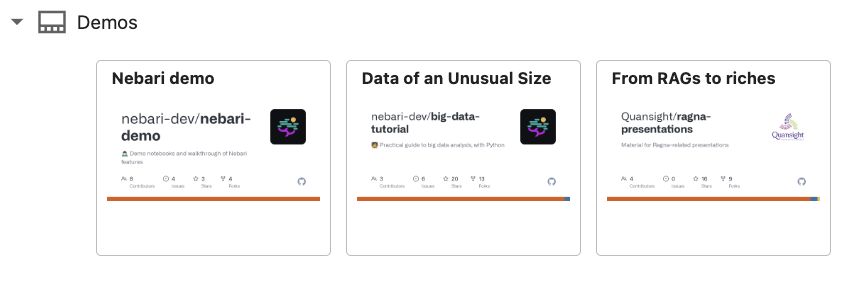 Demos
Nebari demo
nebari-dev/nebari-
demo
Demo notebooks and walkthrough of Nebari
features
8 4 3 4
Contributors Issues Stars Forks
Data of an Unusual Size
nebari-dev/big-data-
tutorial
Practical guide to big data analysis, with Python
3 6 20 13
Contributors Issues Stars Forks
From RAGs to riches
Quansight/ragna-
presentations
Quansight
Material for Ragna-related presentations
4 0 16 9
Contributors Issues Stars Forks